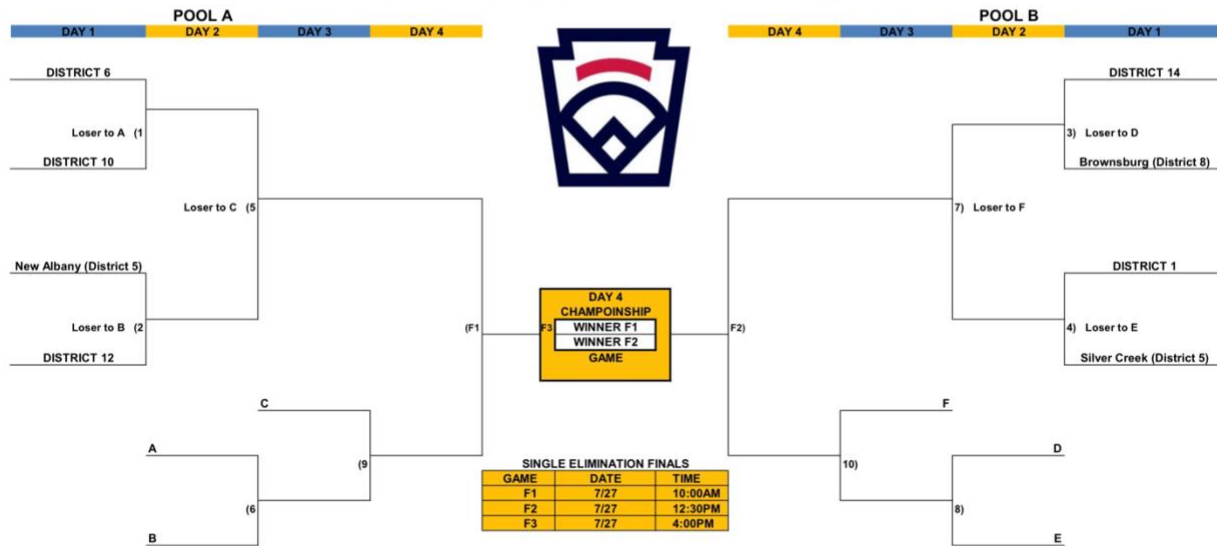 POOL A
POOL B
DAY 1 DAY 2 DAY 3 DAY 4
DAY 4 DAY 3 DAY 2 DAY 1
DISTRICT 6
Loser to A (1
DISTRICT 10
Loser to C (5
New Albany (District 5)
Loser to B (2
DISTRICT 12
C
A
(9
(6
B
(F1
DAY 4
CHAMPOINSHIP
F3 WINNER F1
WINNER F2
GAME
F2)
DISTRICT 14
3) Loser to D
Brownsburg (District 8)
7) Loser to F
DISTRICT 1
4) Loser to E
Silver Creek (District 5)
F
D
10)
8)
E
SINGLE ELIMINATION FINALS
GAME DATE TIME
F1 7/27 10:00AM
F2 7/27 12:30PM
F3 7/27 4:00PM